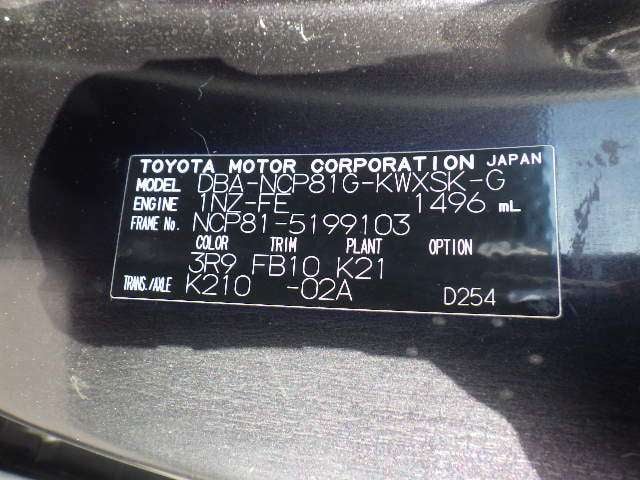 TOYOTA MOTOR CORPORATION JAPAN
MODEL DBA-NCP81G-KWXSK-G
ENGINE 1NZ-FE 1496 mL
FRAME No. NCP81-5199103
COLOR TRIM PLANT OPTION
3R9 FB10 K21
TRANS./AXLE K210 -02A D254